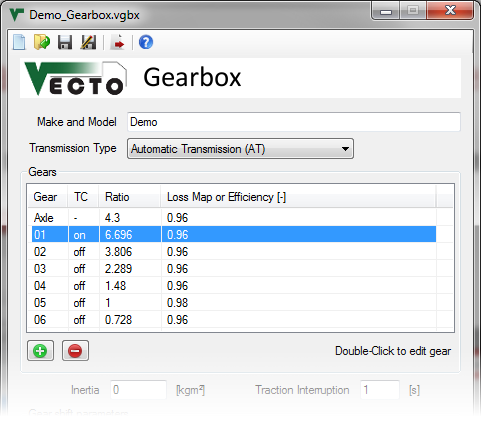 Demo_Gearbox.vgbx
VECTO Gearbox
Make and Model Demo
Transmission Type Automatic Transmission (AT)
Gears
Gear TC Ratio Loss Map or Efficiency [-]
Axle - 4.3 0.96
01 on 6.696 0.96
02 off 3.806 0.96
03 off 2.289 0.96
04 off 1.48 0.96
05 off 1 0.98
06 off 0.728 0.96
Double-Click to edit gear
Inertia 0 [kgm²] Traction Interruption 1 [s]
Gear shift parameters